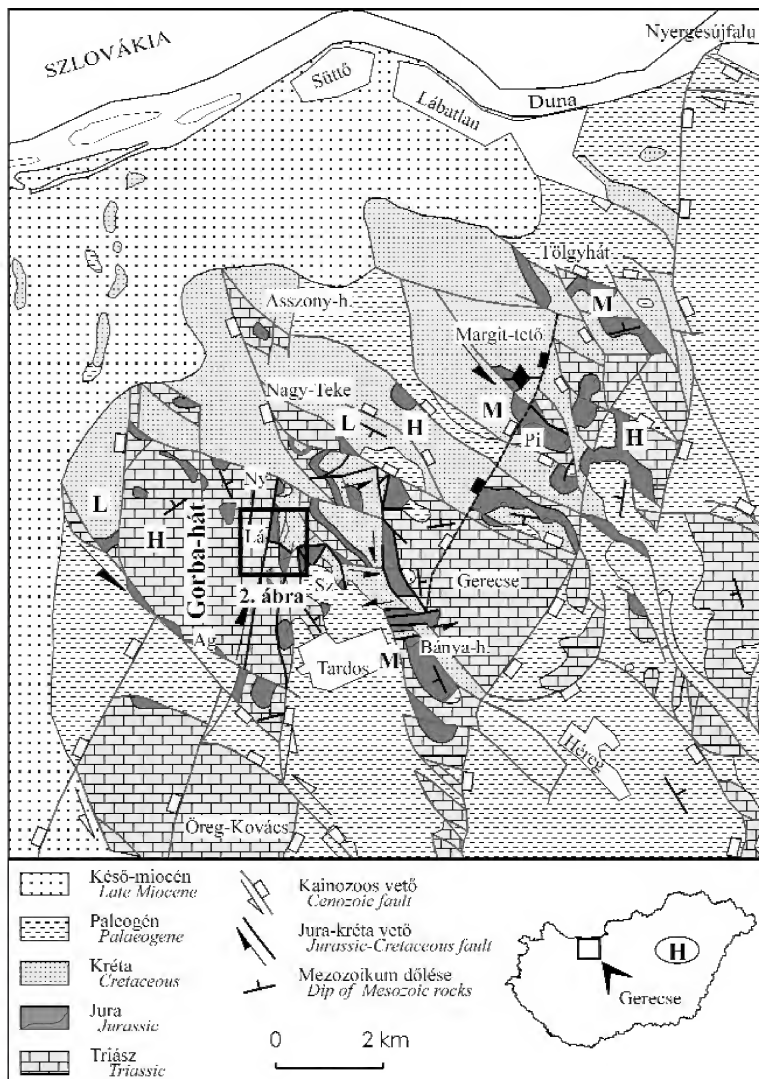 SZLOVÁKIA
Nyergesújfalu
Süttő
Lábatlan
Duna
Tölgyhát
Asszony-h.
M
Margit-tető
Nagy-Teke
M
L
H
Pi
H
L
Ny
H
Lá
Gorba-hát
Gerecse
Sz
2. ábra
Ag
Tardos
M
Bánya-h.
Héreg
Öreg-Kovács
Késő-miocén
Late Miocene
Paleogén
Palaeogene
Kréta
Cretaceous
Jura
Jurassic
Triász
Triassic
Kainozoos vető
Cenozoic fault
Jura-kréta vető
Jurassic-Cretaceous fault
Mezozoikum dőlése
Dip of Mesozoic rocks
0 2 km
H
Gerecse